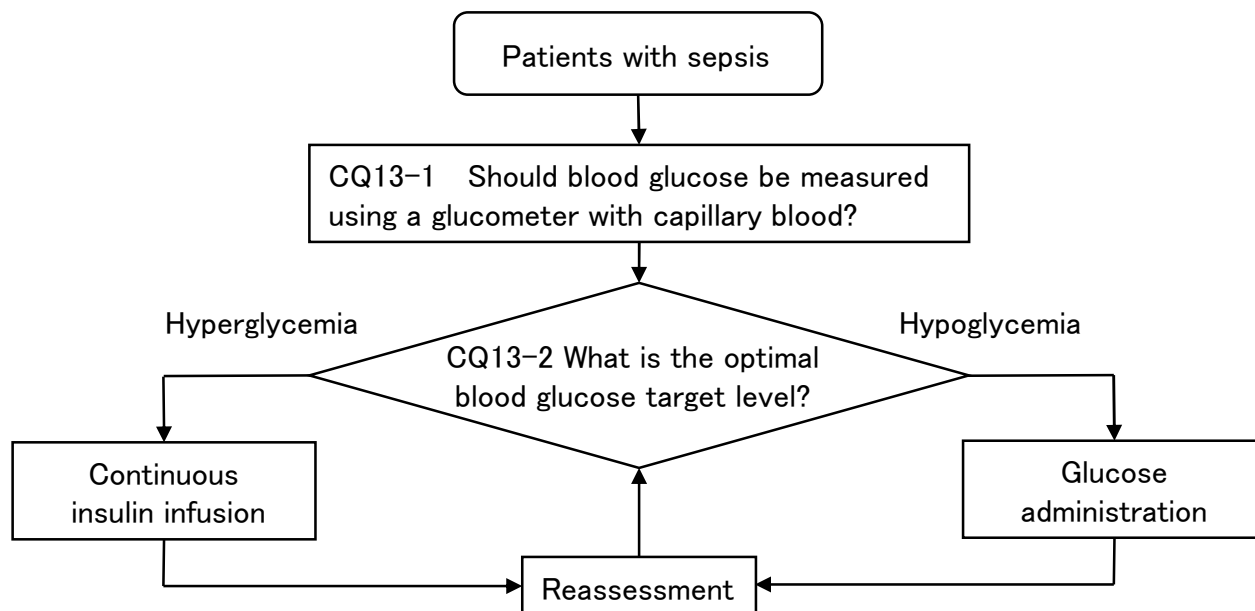 Patients with sepsis
CQ13-1 Should blood glucose be measured
using a glucometer with capillary blood?
Hyperglycemia
Hypoglycemia
CQ13-2 What is the optimal
blood glucose target level?
Continuous
insulin infusion
Glucose
administration
Reassessment